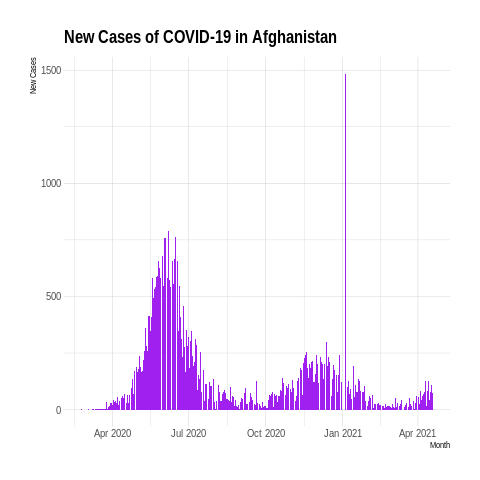 New Cases of COVID-19 in Afghanistan
New Cases
1500
1000
500
0
Apr 2020 Jul 2020 Oct 2020 Jan 2021 Apr 2021
Month